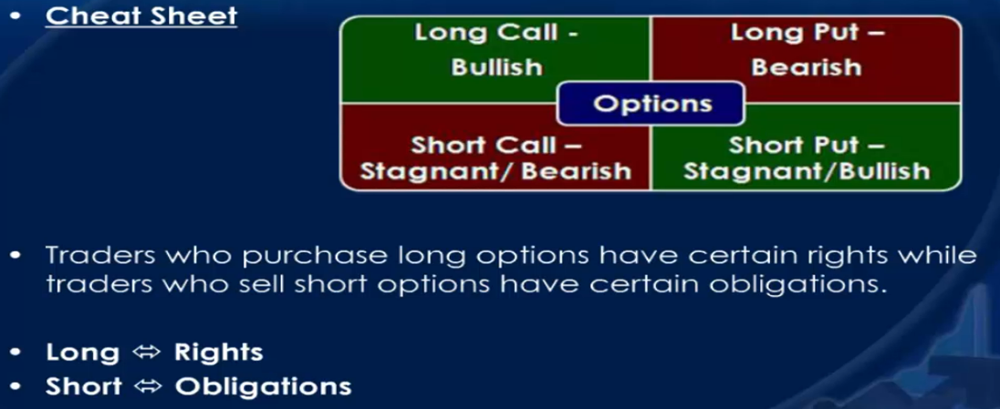 • Cheat Sheet
Long Call -
Bullish
Long Put –
Bearish
Options
Short Call –
Stagnant/ Bearish
Short Put –
Stagnant/Bullish
• Traders who purchase long options have certain rights while
traders who sell short options have certain obligations.
• Long ⇔ Rights
• Short ⇔ Obligations